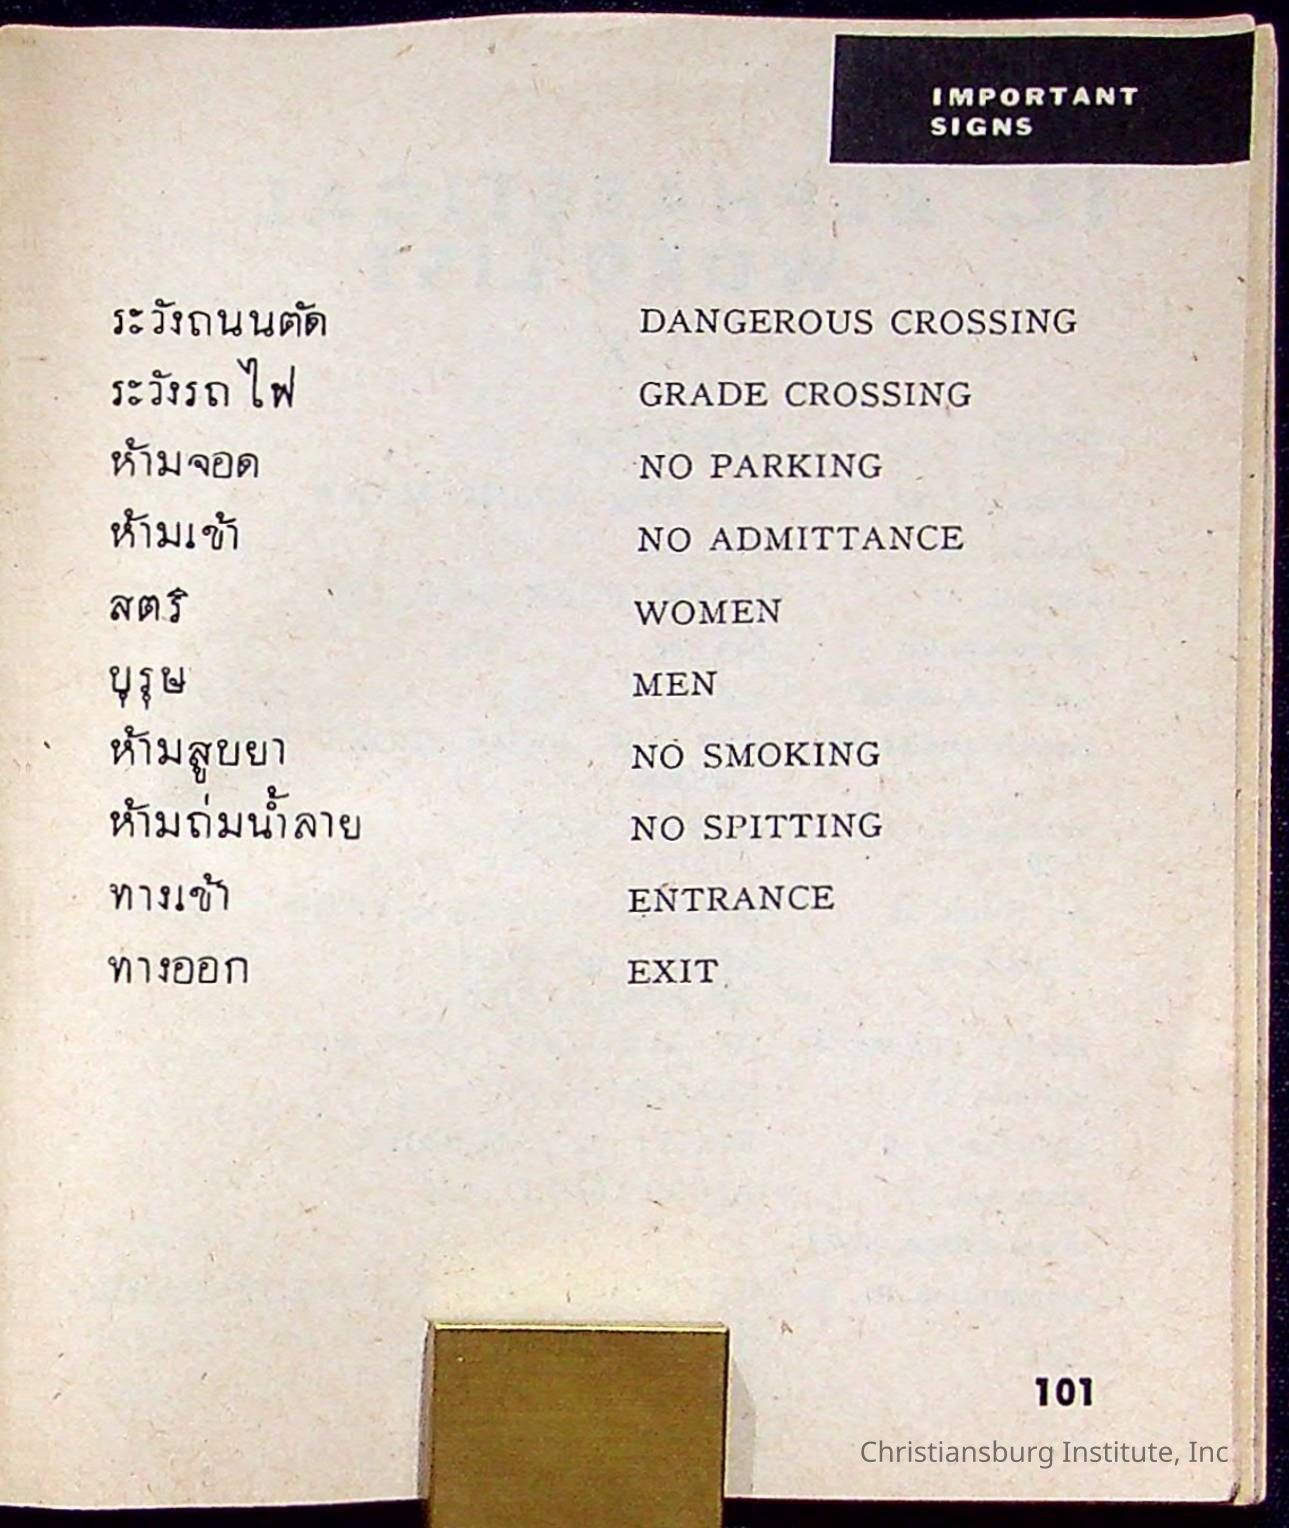 IMPORTANT
SIGNS
ระวังถนนตัด DANGEROUS CROSSING
ระวังรถไฟ GRADE CROSSING
ห้ามจอด NO PARKING
ห้ามเข้า NO ADMITTANCE
สตรี WOMEN
บุรุษ MEN
ห้ามสูบยา NO SMOKING
ห้ามถ่มน้ำลาย NO SPITTING
ทางเข้า ENTRANCE
ทางออก EXIT
101
Christiansburg Institute, Inc